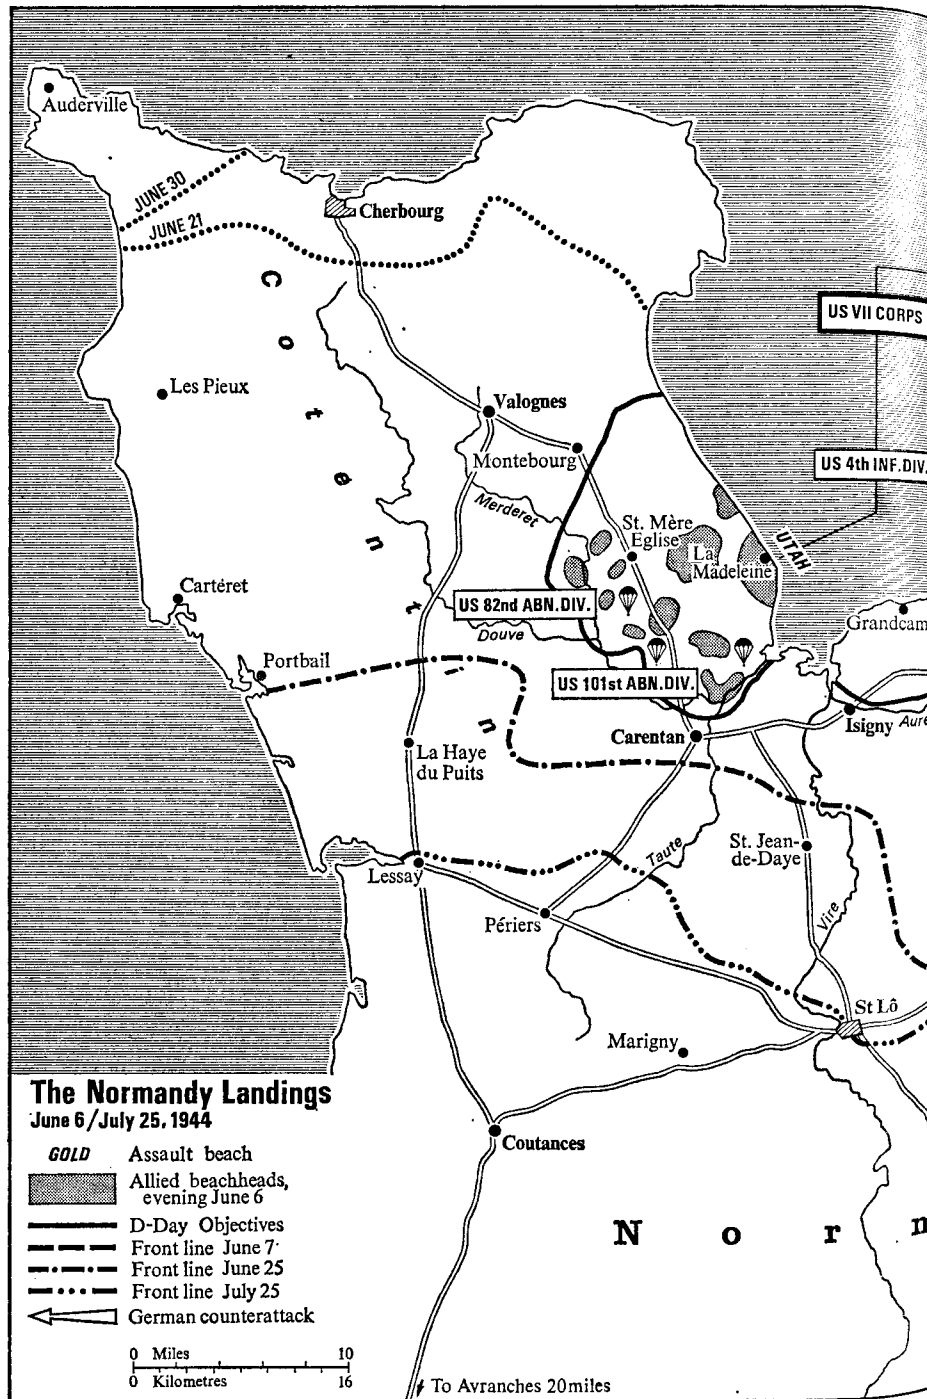 Auderville
JUNE 30
JUNE 21
Cherbourg
Cotentin
US VII CORPS
Les Pieux
Valognes
Montebourg
US 4th INF. DIV.
Merderet
St. Mère
Eglise
La
Madeleine
UTAH
Cartéret
US 82nd ABN. DIV.
Douve
Grandcam
Portbail
US 101st ABN. DIV.
Carentan
Isigny
Aure
La Haye
du Puits
St. Jean-
de-Daye
Taute
Lessay
Périers
Vire
St Lô
Marigny
The Normandy Landings
June 6/July 25, 1944
GOLD Assault beach
Allied beachheads,
evening June 6
D-Day Objectives
Front line June 7
Front line June 25
Front line July 25
German counterattack
0 Miles 10
0 Kilometres 16
Coutances
Norm
To Avranches 20miles